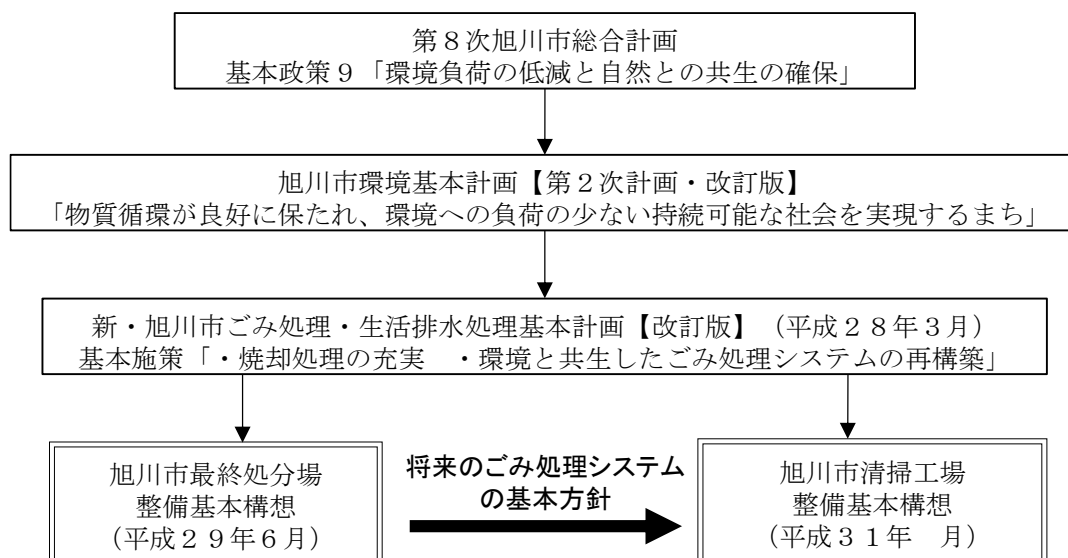 第８次旭川市総合計画
基本政策９「環境負荷の低減と自然との共生の確保」
旭川市環境基本計画【第２次計画・改訂版】
「物質循環が良好に保たれ、環境への負荷の少ない持続可能な社会を実現するまち」
新・旭川市ごみ処理・生活排水処理基本計画【改訂版】（平成２８年３月）
基本施策「・焼却処理の充実　・環境と共生したごみ処理システムの再構築」
旭川市最終処分場
整備基本構想
（平成２９年６月）
将来のごみ処理システム
の基本方針
旭川市清掃工場
整備基本構想
（平成３１年　月）